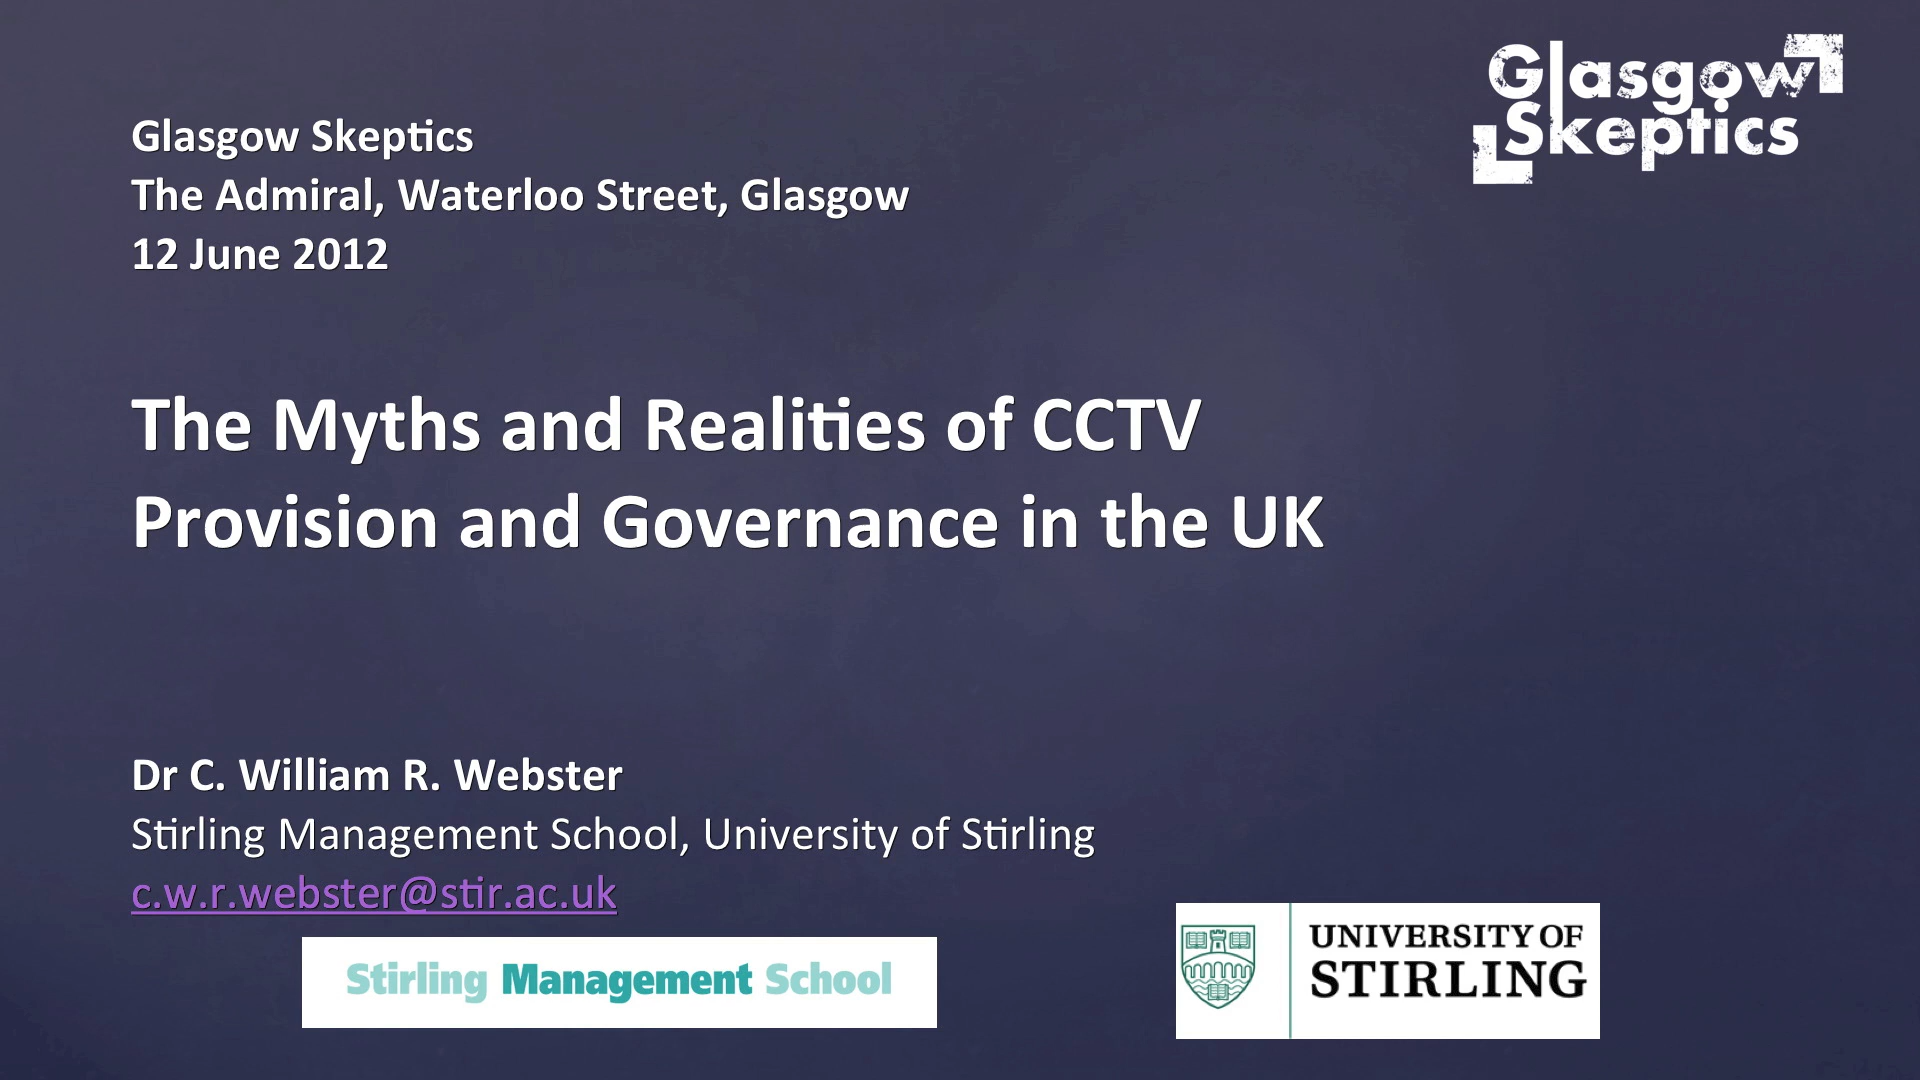 Glasgow
Skeptics
Glasgow Skeptics
The Admiral, Waterloo Street, Glasgow
12 June 2012
The Myths and Realities of CCTV
Provision and Governance in the UK
Dr C. William R. Webster
Stirling Management School, University of Stirling
c.w.r.webster@stir.ac.uk
Stirling Management School
UNIVERSITY OF
STIRLING